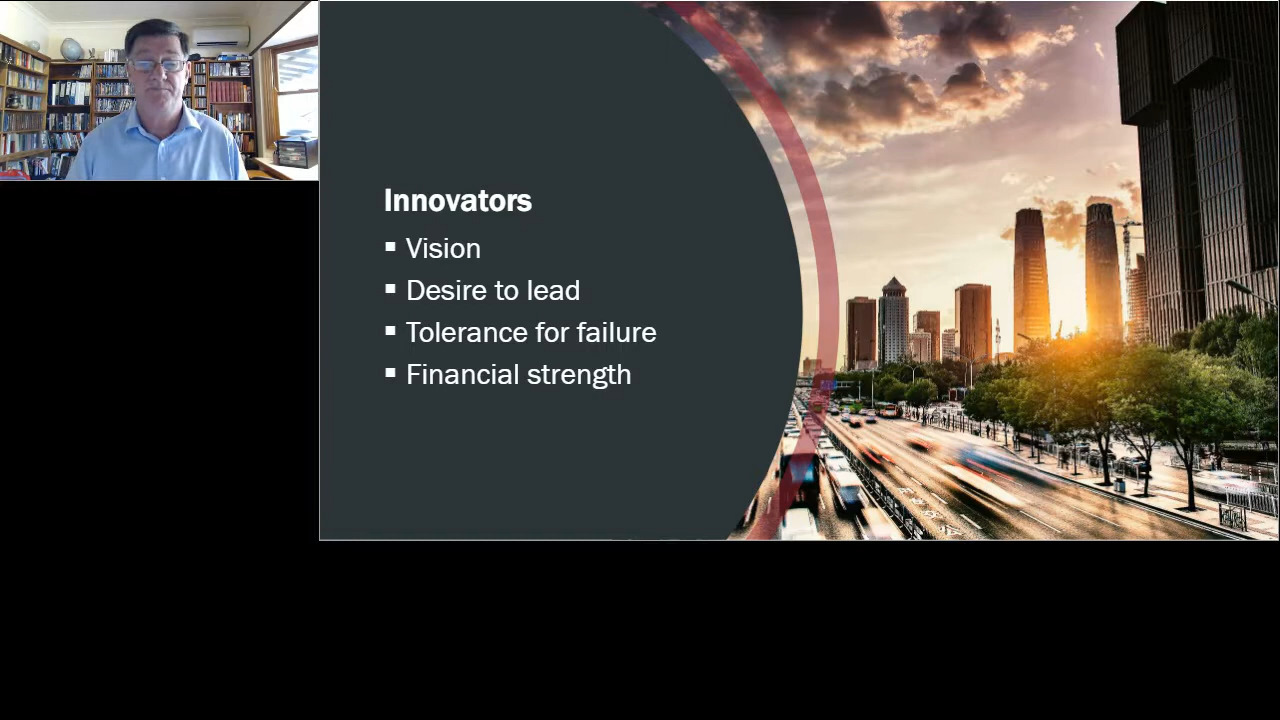 Innovators
▪ Vision
▪ Desire to lead
▪ Tolerance for failure
▪ Financial strength